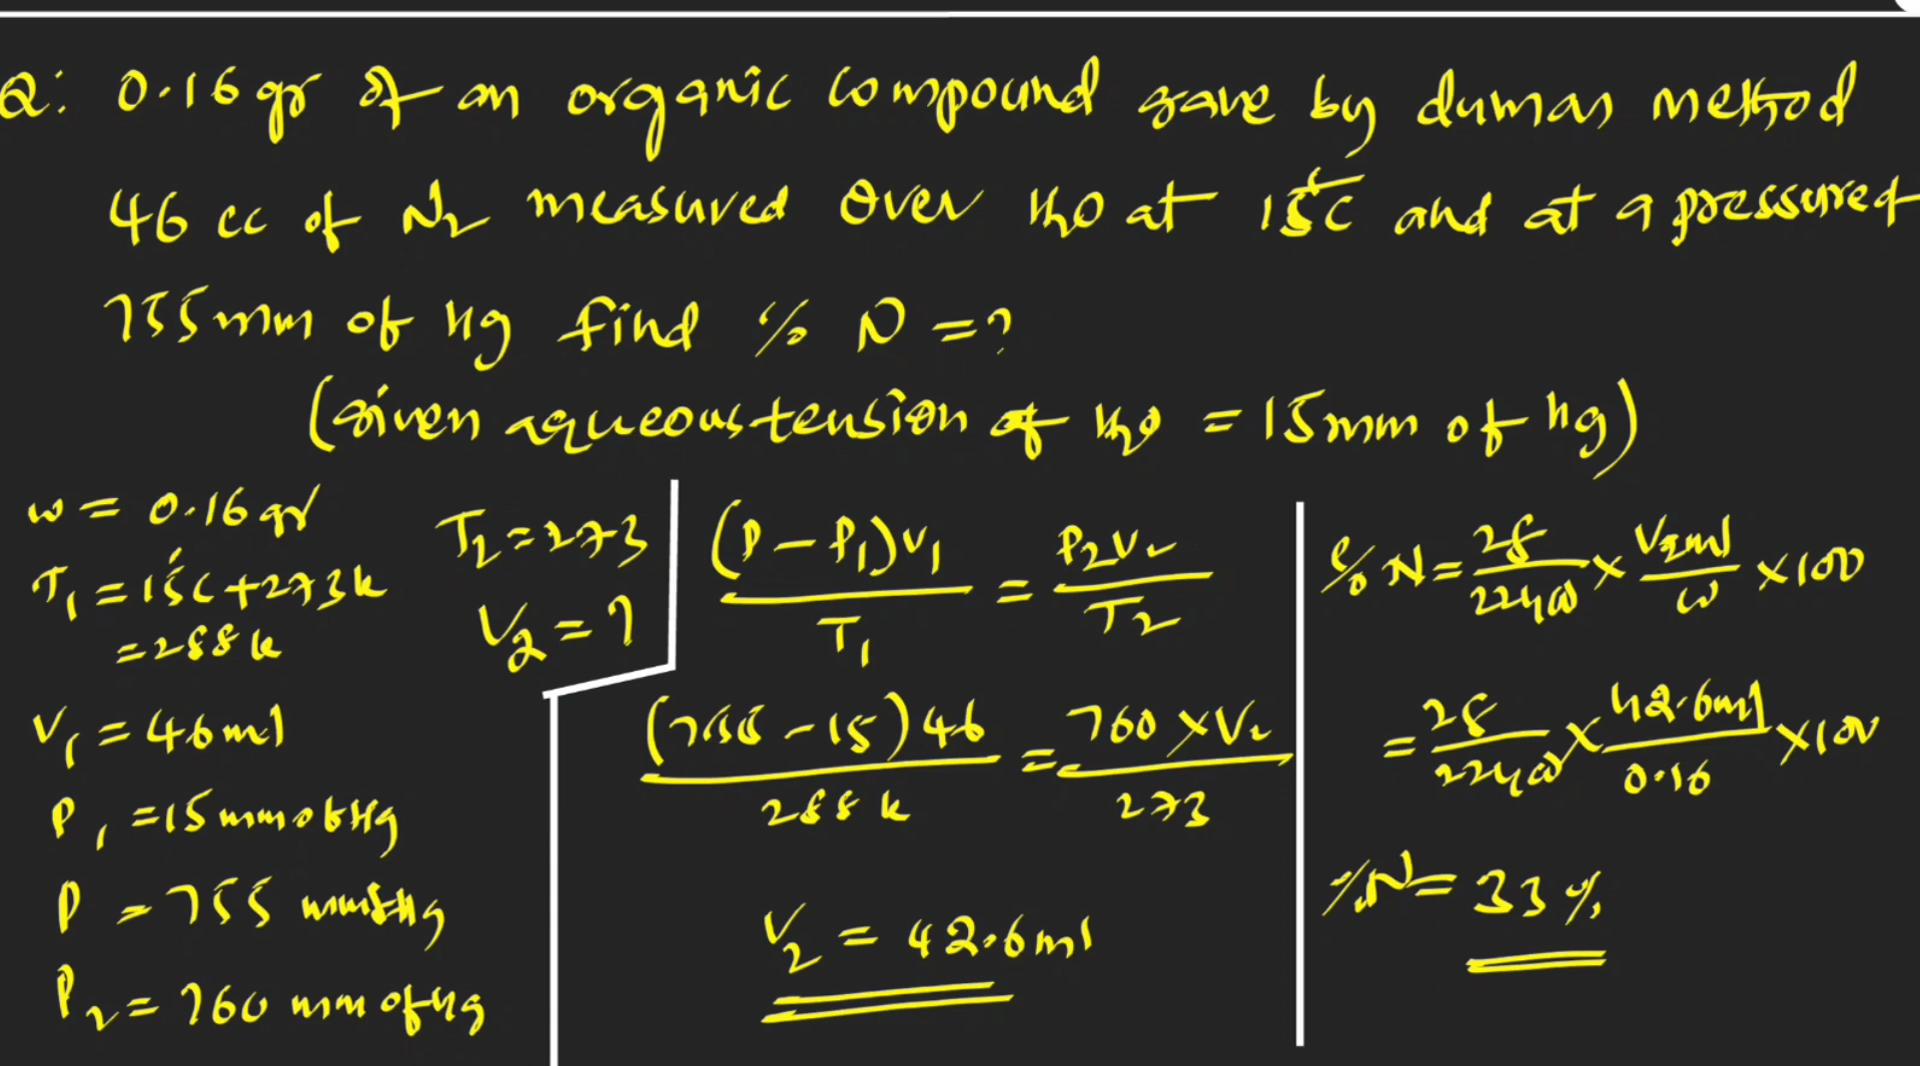 Q: 0.16 gr of an organic compound gave by dumas method
46 cc of N2 measured over H2O at 15°C and at a pressure of
755 mm of Hg find % N = ?
(Given aqueous tension of H2O = 15 mm of hg)
w = 0.16 gr
T1 = 15°C + 273 k
= 288 k
V1 = 46 ml
P1 = 15 mm of Hg
P = 755 mm of Hg
P2 = 760 mm of Hg
T2 = 273
V2 = ?
(P - P1)V1 / T1 = P2V2 / T2
(755 - 15) 46 / 288 k = 760 × V2 / 273
V2 = 42.6 ml
% N = 28 / 22400 × V2 ml / w × 100
= 28 / 22400 × 42.6 ml / 0.16 × 100
% N = 33 %